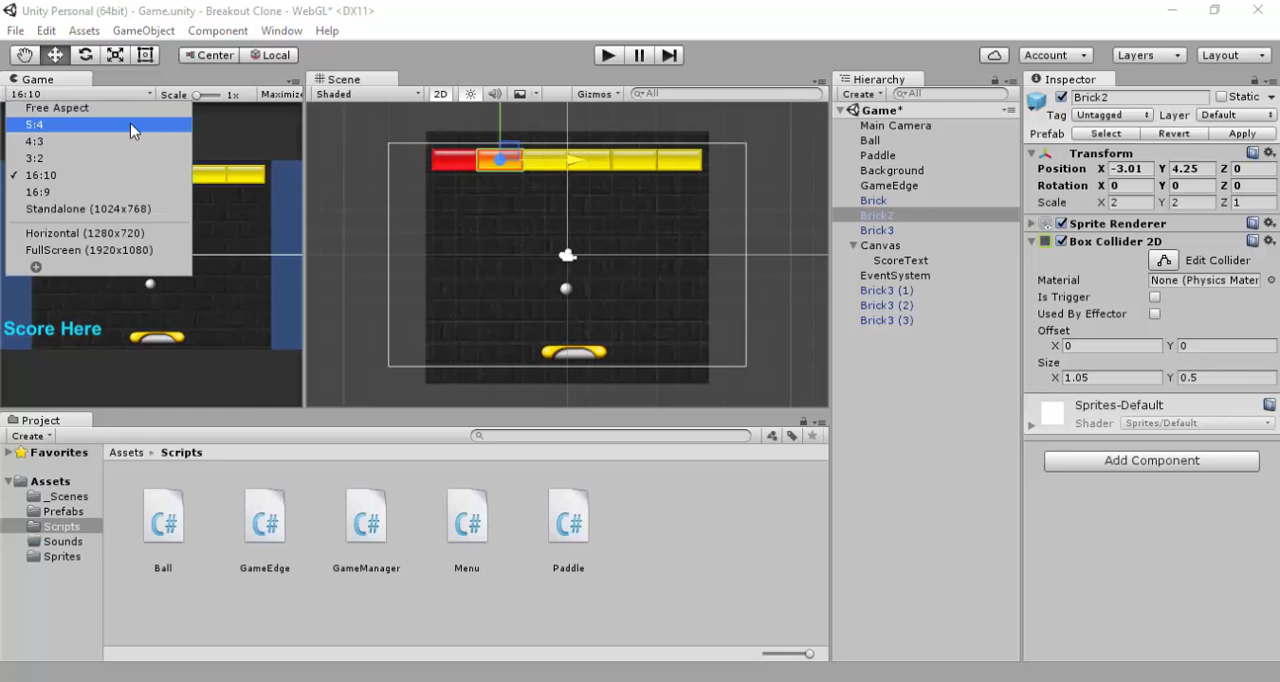 Unity Personal (64bit) - Game.unity - Breakout Clone - WebGL* <DX11>
File Edit Assets GameObject Component Window Help
Center Local Account Layers Layout
Game
16:10 Scale 1x Maximiz
Free Aspect
5:4
4:3
3:2
16:10
16:9
Standalone (1024x768)
Horizontal (1280x720)
FullScreen (1920x1080)
Score Here
Scene
Shaded 2D Gizmos All
Hierarchy
Create All
Game*
Main Camera
Ball
Paddle
Background
GameEdge
Brick
Brick2
Brick3
Canvas
ScoreText
EventSystem
Brick3 (1)
Brick3 (2)
Brick3 (3)
Inspector
Brick2 Static
Tag Untagged Layer Default
Prefab Select Revert Apply
Transform
Position X -3.01 Y 4.25 Z 0
Rotation X 0 Y 0 Z 0
Scale X 2 Y 2 Z 1
Sprite Renderer
Box Collider 2D
Edit Collider
Material None (Physics Mater
Is Trigger
Used By Effector
Offset
X 0 Y 0
Size
X 1.05 Y 0.5
Sprites-Default
Shader Sprites/Default
Add Component
Project
Create
Favorites
Assets
_Scenes
Prefabs
Scripts
Sounds
Sprites
Assets Scripts
C# C# C# C# C#
Ball GameEdge GameManager Menu Paddle